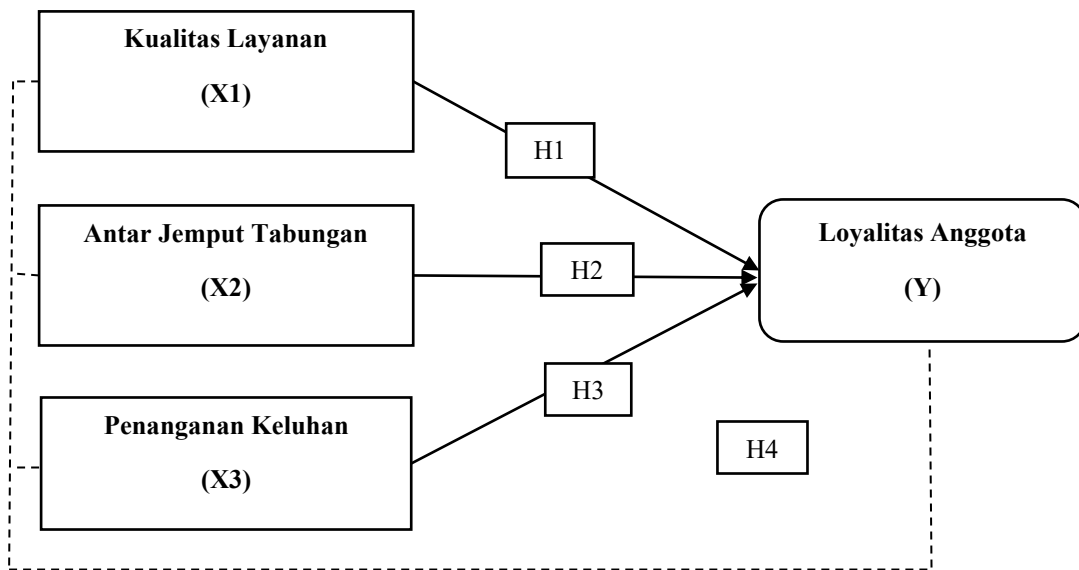 Kualitas Layanan
(X1)
H1
Antar Jemput Tabungan
(X2)
H2
Loyalitas Anggota
(Y)
Penanganan Keluhan
(X3)
H3
H4